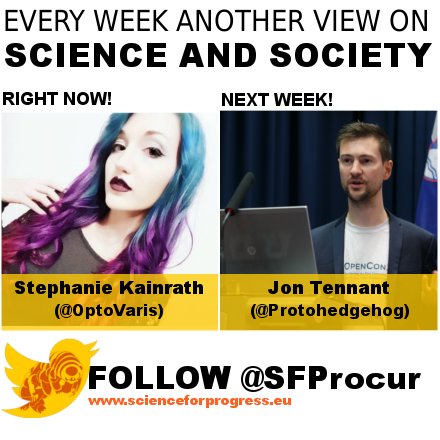 EVERY WEEK ANOTHER VIEW ON
SCIENCE AND SOCIETY
RIGHT NOW!
NEXT WEEK!
OPENCON
Stephanie Kainrath
(@OptoVaris)
Jon Tennant
(@Protohedgehog)
FOLLOW @SFProcur
www.scienceforprogress.eu